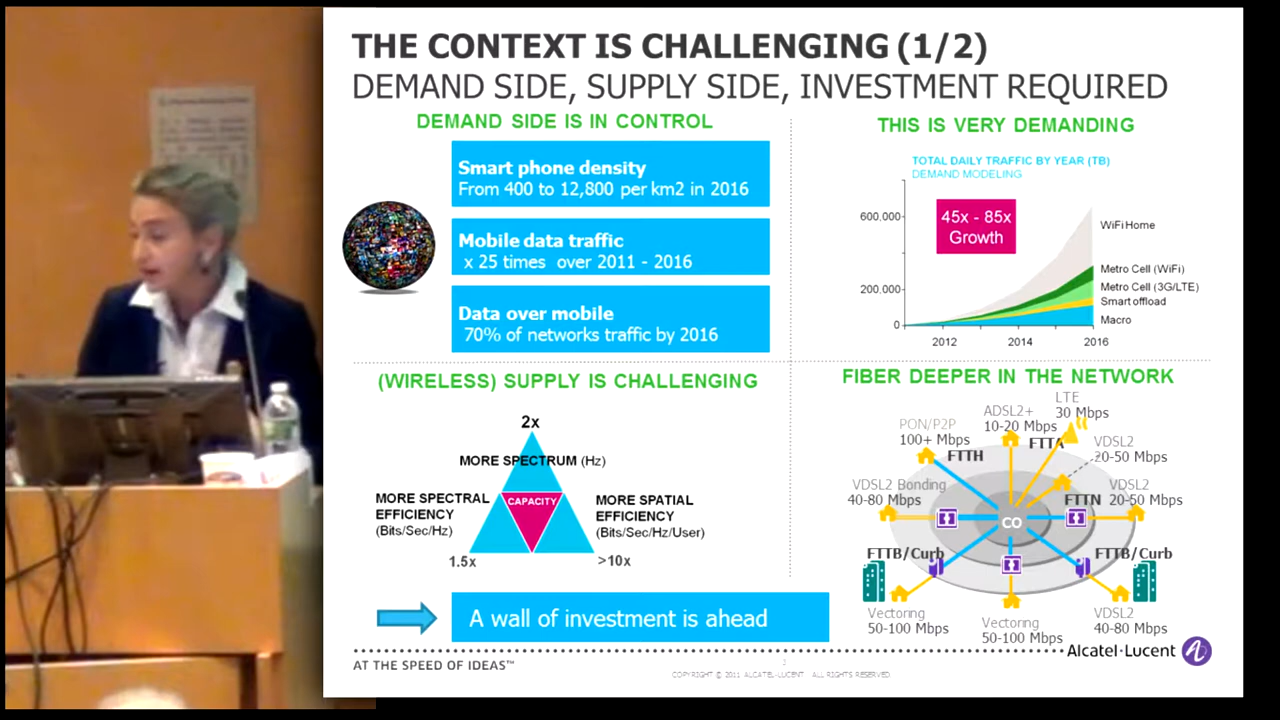 THE CONTEXT IS CHALLENGING (1/2)
DEMAND SIDE, SUPPLY SIDE, INVESTMENT REQUIRED
DEMAND SIDE IS IN CONTROL
Smart phone density
From 400 to 12,800 per km2 in 2016
Mobile data traffic
x 25 times over 2011 - 2016
Data over mobile
70% of networks traffic by 2016
THIS IS VERY DEMANDING
TOTAL DAILY TRAFFIC BY YEAR (TB)
DEMAND MODELING
600.000
200.000
0
45x - 85x
Growth
WiFi Home
Metro Cell (WiFi)
Metro Cell (3G/LTE)
Smart offload
Macro
2012
2014
2016
(WIRELESS) SUPPLY IS CHALLENGING
2x
MORE SPECTRUM (Hz)
MORE SPECTRAL
EFFICIENCY
(Bits/Sec/Hz)
CAPACITY
MORE SPATIAL
EFFICIENCY
(Bits/Sec/Hz/User)
1.5x
>10x
A wall of investment is ahead
FIBER DEEPER IN THE NETWORK
LTE
30 Mbps
ADSL2+
10-20 Mbps
PON/P2P
100+ Mbps
FTTA
FTTH
VDSL2
20-50 Mbps
VDSL2 Bonding
40-80 Mbps
FTTN
VDSL2
20-50 Mbps
CO
FTTB/Curb
FTTB/Curb
Vectoring
50-100 Mbps
Vectoring
50-100 Mbps
VDSL2
40-80 Mbps
AT THE SPEED OF IDEAS™
3
COPYRIGHT © 2011 ALCATEL-LUCENT. ALL RIGHTS RESERVED.
Alcatel·Lucent